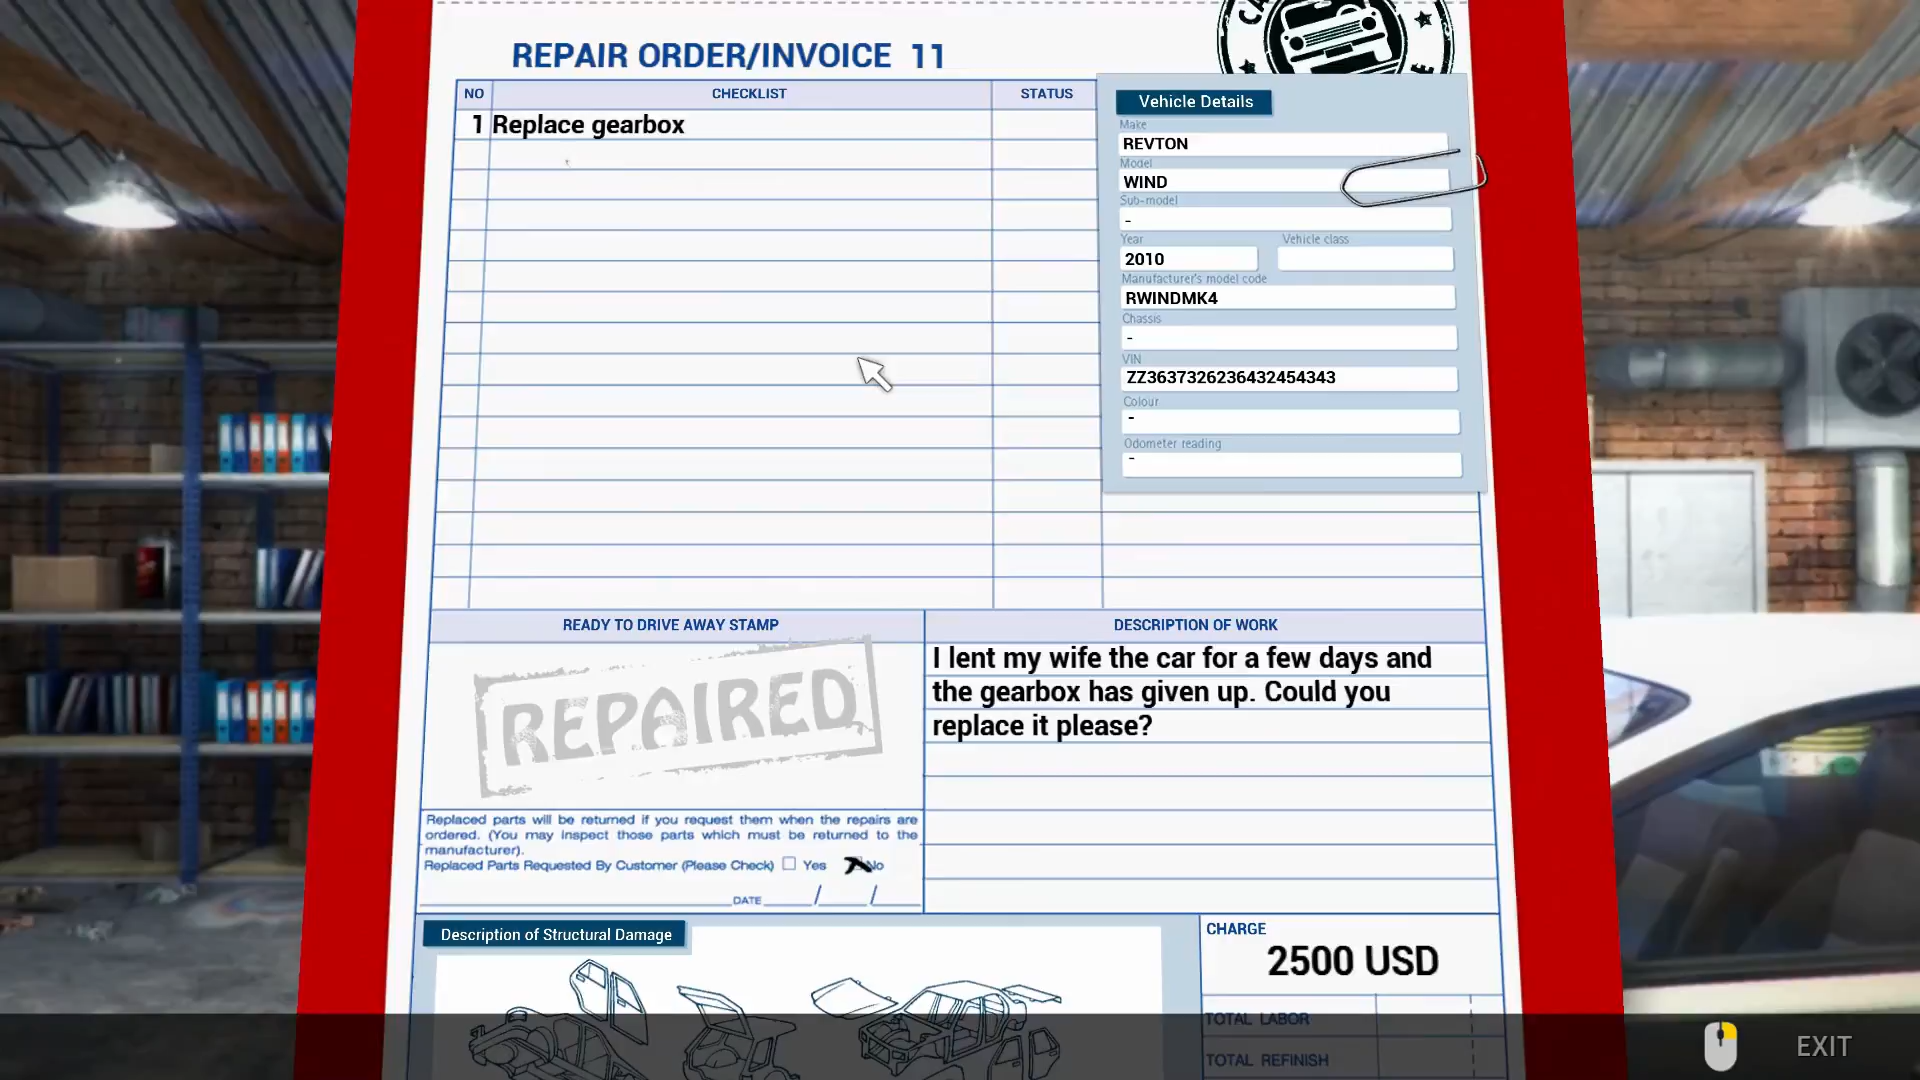 REPAIR ORDER/INVOICE 11
NO CHECKLIST STATUS
1 Replace gearbox
Vehicle Details
Make
REVTON
Model
WIND
Sub-model
-
Year Vehicle class
2010
Manufacturer's model code
RWINDMK4
Chassis
-
VIN
ZZ3637326236432454343
Colour
-
Odometer reading
-
READY TO DRIVE AWAY STAMP
REPAIRED
Replaced parts will be returned if you request them when the repairs are
ordered. (You may inspect those parts which must be returned to the
manufacturer).
Replaced Parts Requested By Customer (Please Check) Yes No
DATE / /
DESCRIPTION OF WORK
I lent my wife the car for a few days and
the gearbox has given up. Could you
replace it please?
Description of Structural Damage
CHARGE
2500 USD
TOTAL LABOR
TOTAL REFINISH
EXIT